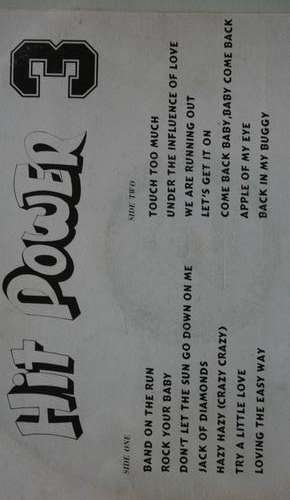 Hit POWER 3
SIDE ONE
BAND ON THE RUN
ROCK YOUR BABY
DON'T LET THE SUN GO DOWN ON ME
JACK OF DIAMONDS
HAZY HAZY (CRAZY CRAZY)
TRY A LITTLE LOVE
LOVING THE EASY WAY
SIDE TWO
TOUCH TOO MUCH
UNDER THE INFLUENCE OF LOVE
WE ARE RUNNING OUT
LET'S GET IT ON
COME BACK BABY, BABY COME BACK
APPLE OF MY EYE
BACK IN MY BUGGY